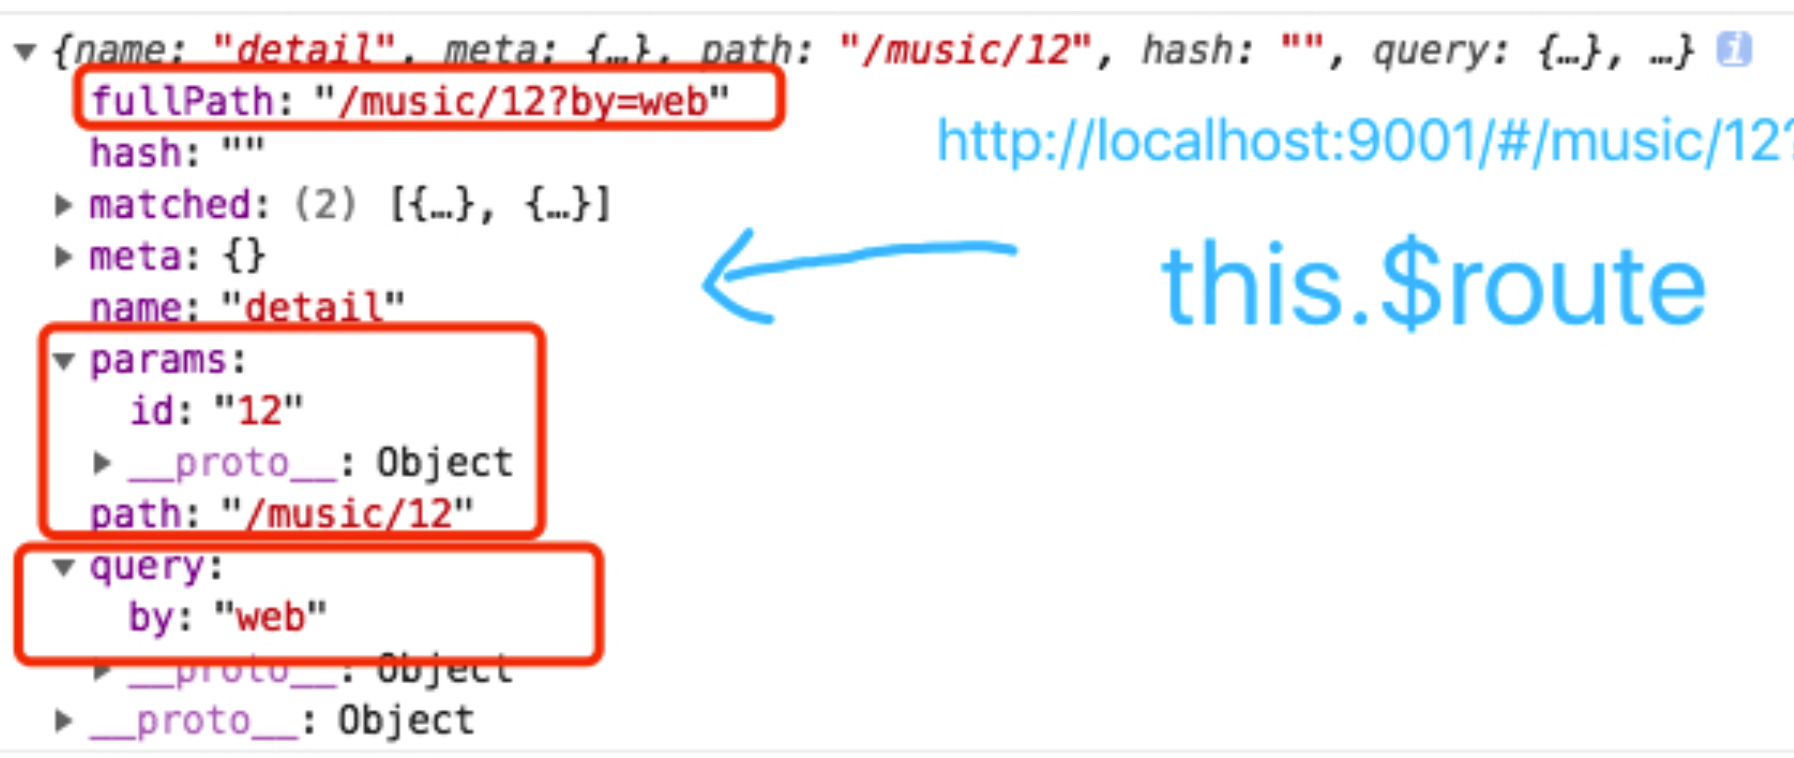 ▼ {name: "detail", meta: {…}, path: "/music/12", hash: "", query: {…}, …} i
fullPath: "/music/12?by=web"
http://localhost:9001/#/music/12?
hash: ""
▶ matched: (2) [{…}, {…}]
▶ meta: {}
this.$route
name: "detail"
▼ params:
id: "12"
▶ __proto__: Object
path: "/music/12"
▼ query:
by: "web"
▶ __proto__: Object
▶ __proto__: Object